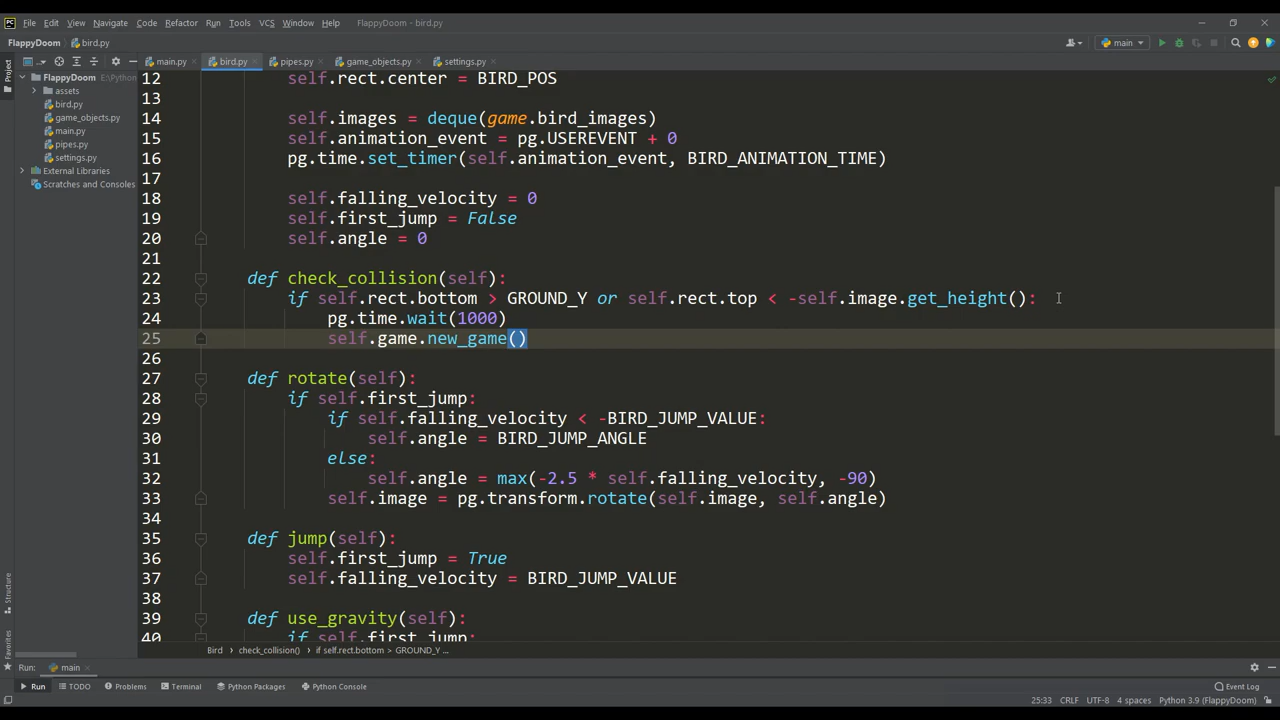 File Edit View Navigate Code Refactor Run Tools VCS Window Help FlappyDoom - bird.py
FlappyDoom bird.py main
main.py bird.py pipes.py game_objects.py settings.py
Project
FlappyDoom E:\Python
assets
bird.py
game_objects.py
main.py
pipes.py
settings.py
External Libraries
Scratches and Consoles
12 self.rect.center = BIRD_POS
13
14 self.images = deque(game.bird_images)
15 self.animation_event = pg.USEREVENT + 0
16 pg.time.set_timer(self.animation_event, BIRD_ANIMATION_TIME)
17
18 self.falling_velocity = 0
19 self.first_jump = False
20 self.angle = 0
21
22 def check_collision(self):
23 if self.rect.bottom > GROUND_Y or self.rect.top < -self.image.get_height():
24 pg.time.wait(1000)
25 self.game.new_game()
26
27 def rotate(self):
28 if self.first_jump:
29 if self.falling_velocity < -BIRD_JUMP_VALUE:
30 self.angle = BIRD_JUMP_ANGLE
31 else:
32 self.angle = max(-2.5 * self.falling_velocity, -90)
33 self.image = pg.transform.rotate(self.image, self.angle)
34
35 def jump(self):
36 self.first_jump = True
37 self.falling_velocity = BIRD_JUMP_VALUE
38
39 def use_gravity(self):
40 if self.first_jump:
Structure
Favorites
Bird check_collision() if self.rect.bottom > GROUND_Y ...
Run: main
Run TODO Problems Terminal Python Packages Python Console Event Log
25:33 CRLF UTF-8 4 spaces Python 3.9 (FlappyDoom)